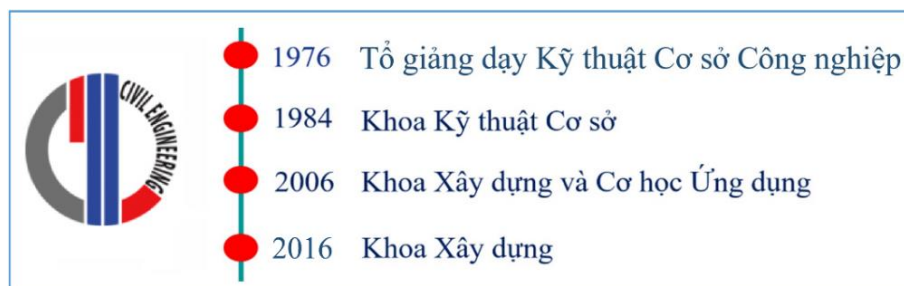 CIVIL ENGINEERING
1976 Tổ giảng dạy Kỹ thuật Cơ sở Công nghiệp
1984 Khoa Kỹ thuật Cơ sở
2006 Khoa Xây dựng và Cơ học Ứng dụng
2016 Khoa Xây dựng